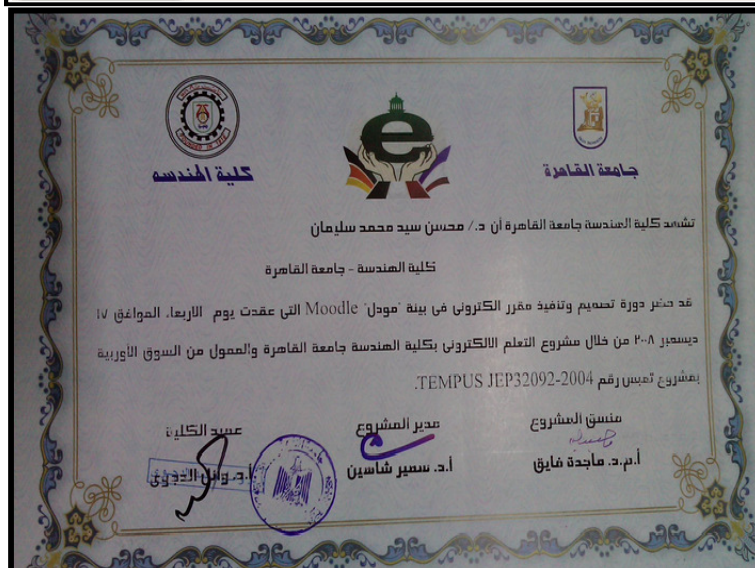 جامعة القاهرة
كلية الهندسه
تشهد كلية الهندسة جامعة القاهرة أن د./ محسن سيد محمد سليمان
كلية الهندسة - جامعة القاهرة
قد حضر دورة تصميم وتنفيذ مقرر الكترونى فى بيئة "مودل" Moodle التى عقدت يوم الاربعاء الموافق ١٧
ديسمبر ٢٠٠٨ من خلال مشروع التعلم الالكترونى بكلية الهندسة جامعة القاهرة والممول من السوق الأوربية
بمشروع تمبس رقم TEMPUS JEP32092-2004.
منسق المشروع
مدير المشروع
عميد الكلية
أ.م.د. ماجدة فايق
أ.د. سمير شاهين
أ.د. وائل الدجوى